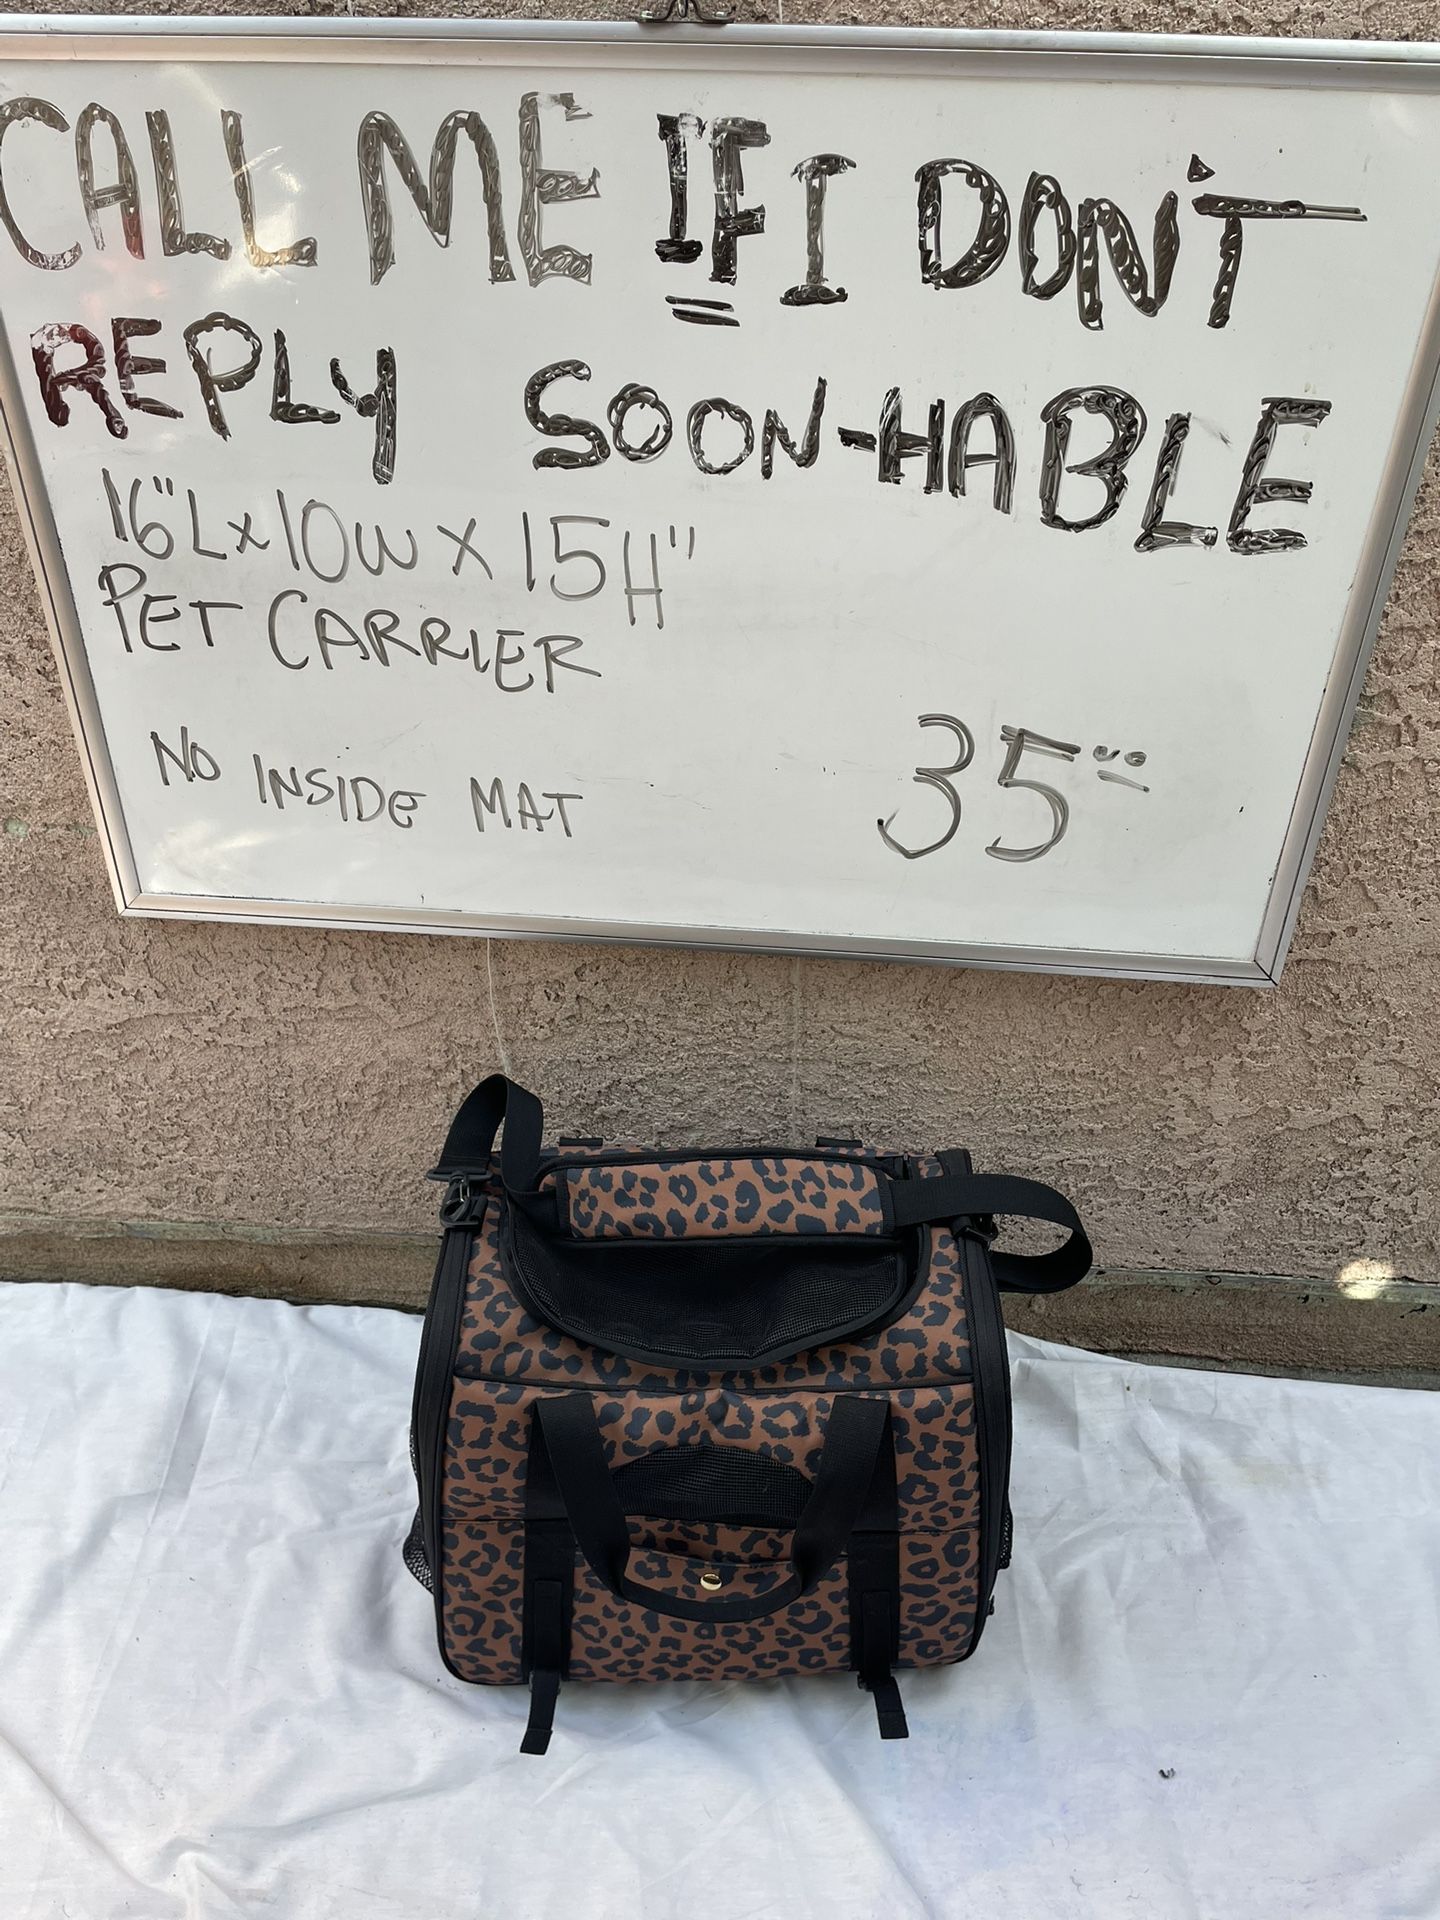 CALL ME IF I DON'T
REPLY SOON-HABLE
16"L x 10W x 15H"
PET CARRIER
NO INSIDE MAT
35⁰⁰